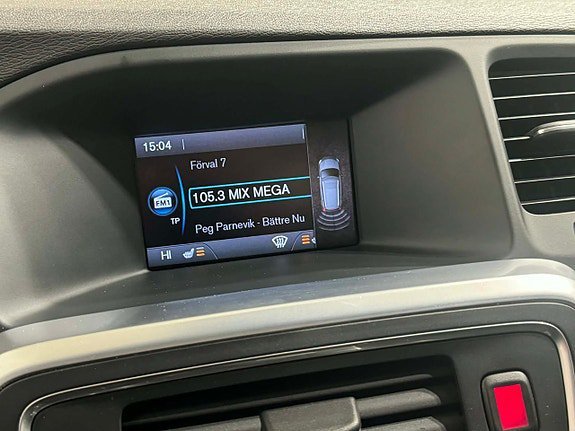 15:04
Förval 7
FM1
105.3 MIX MEGA
TP
Peg Parnevik - Bättre Nu
HI